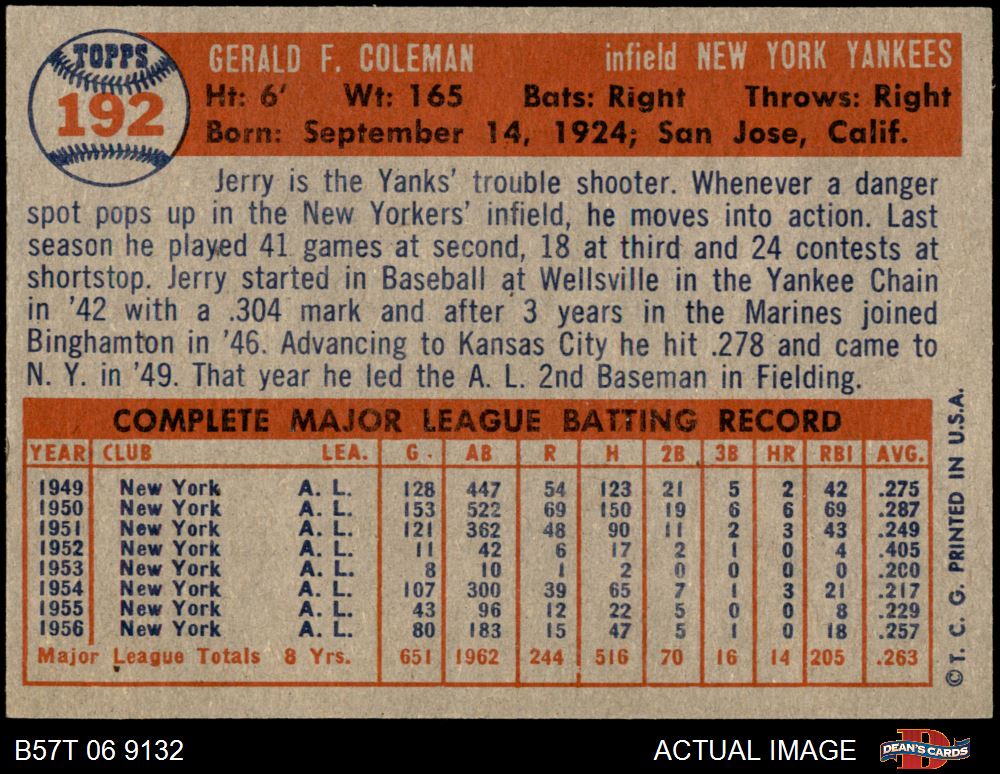 TOPPS
192
GERALD F. COLEMAN infield NEW YORK YANKEES
Ht: 6' Wt: 165 Bats: Right Throws: Right
Born: September 14, 1924; San Jose, Calif.
Jerry is the Yanks' trouble shooter. Whenever a danger
spot pops up in the New Yorkers' infield, he moves into action. Last
season he played 41 games at second, 18 at third and 24 contests at
shortstop. Jerry started in Baseball at Wellsville in the Yankee Chain
in '42 with a .304 mark and after 3 years in the Marines joined
Binghamton in '46. Advancing to Kansas City he hit .278 and came to
N. Y. in '49. That year he led the A. L. 2nd Baseman in Fielding.
COMPLETE MAJOR LEAGUE BATTING RECORD
YEAR CLUB LEA. G. AB R H 2B 3B HR RBI AVG.
1949 New York A. L. 128 447 54 123 21 5 2 42 .275
1950 New York A. L. 153 522 69 150 19 6 6 69 .287
1951 New York A. L. 121 362 48 90 11 2 3 43 .249
1952 New York A. L. 11 42 6 17 2 1 0 4 .405
1953 New York A. L. 8 10 1 2 0 0 0 0 .200
1954 New York A. L. 107 300 39 65 7 1 3 21 .217
1955 New York A. L. 43 96 12 22 5 0 0 8 .229
1956 New York A. L. 80 183 15 47 5 1 0 18 .257
Major League Totals 8 Yrs. 651 1962 244 516 70 16 14 205 .263
© T. C. G. PRINTED IN U.S.A.
B57T 06 9132 ACTUAL IMAGE DEAN'S CARDS